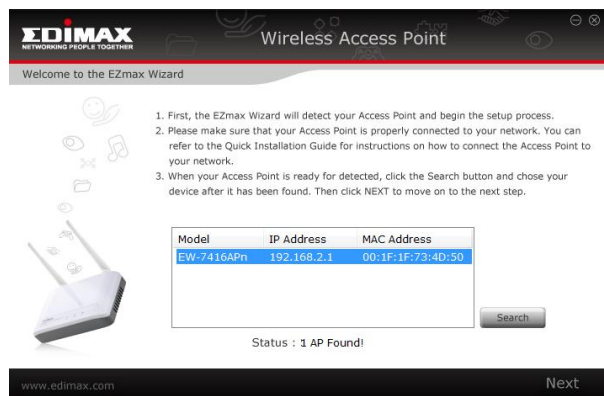 EDIMAX
NETWORKING PEOPLE TOGETHER
Wireless Access Point
Welcome to the EZmax Wizard
1. First, the EZmax Wizard will detect your Access Point and begin the setup process.
2. Please make sure that your Access Point is properly connected to your network. You can
refer to the Quick Installation Guide for instructions on how to connect the Access Point to
your network.
3. When your Access Point is ready for detected, click the Search button and chose your
device after it has been found. Then click NEXT to move on to the next step.
Model IP Address MAC Address
EW-7416APn 192.168.2.1 00:1F:1F:73:4D:50
Search
Status : 1 AP Found!
www.edimax.com
Next